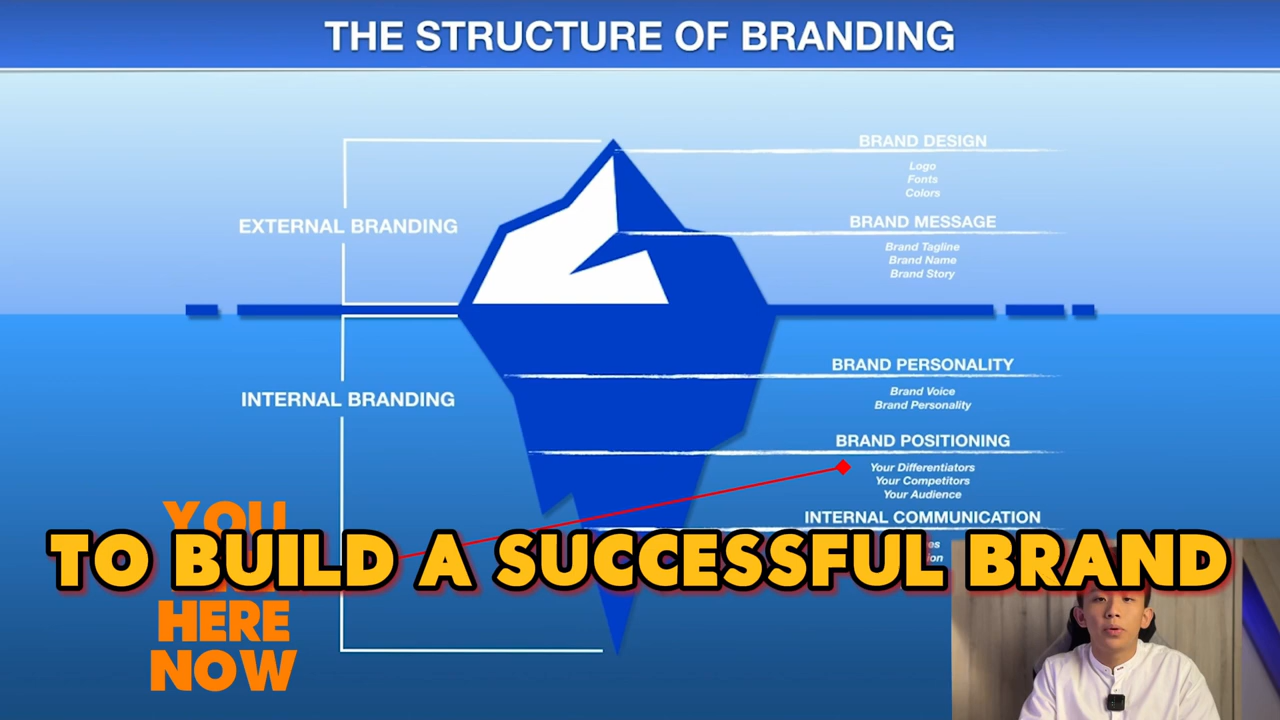 THE STRUCTURE OF BRANDING
BRAND DESIGN
Logo
Fonts
Colors
EXTERNAL BRANDING
BRAND MESSAGE
Brand Tagline
Brand Name
Brand Story
BRAND PERSONALITY
Brand Voice
Brand Personality
INTERNAL BRANDING
BRAND POSITIONING
Your Differentiators
Your Competitors
Your Audience
INTERNAL COMMUNICATION
YOU
TO BUILD A SUCCESSFUL BRAND
HERE
NOW